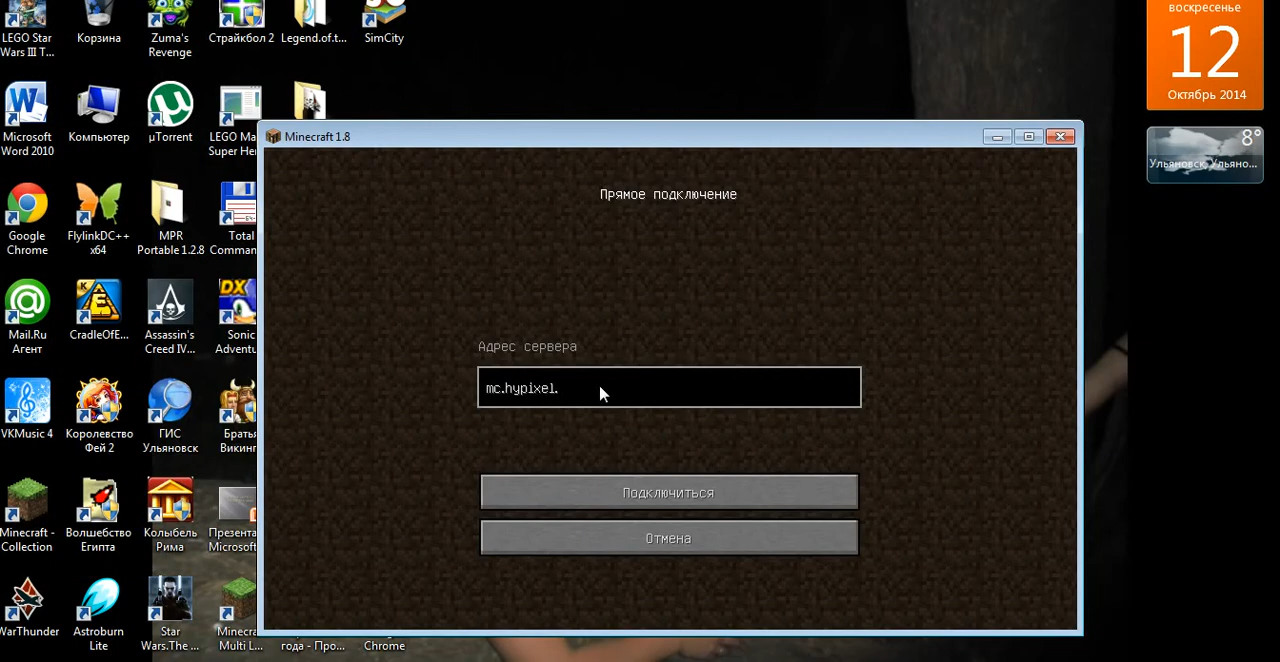 LEGO Star
Wars III T...
Корзина
Zuma's
Revenge
Страйкбол 2
Legend.of.t...
SimCity
воскресенье
12
Октябрь 2014
Microsoft
Word 2010
Компьютер
µTorrent
LEGO Ma
Super Her
Minecraft 1.8
8°
Ульяновск, Ульяно...
Прямое подключение
Google
Chrome
FlylinkDC++
x64
MPR
Portable 1.2.8
Total
Comman
Mail.Ru
Агент
CradleOfE...
Assassin's
Creed IV...
DX
Sonic
Adventu
Адрес сервера
mc.hypixel.
VKMusic 4
Королевство
Фей 2
ГИС
Ульяновск
Братья
Викинг
Подключиться
Отмена
Minecraft -
Collection
Волшебство
Египта
Колыбель
Рима
Презента
Microsof
WarThunder
Astroburn
Lite
Star
Wars.The ...
Minecra
Multi L...
года - Про...
Chrome